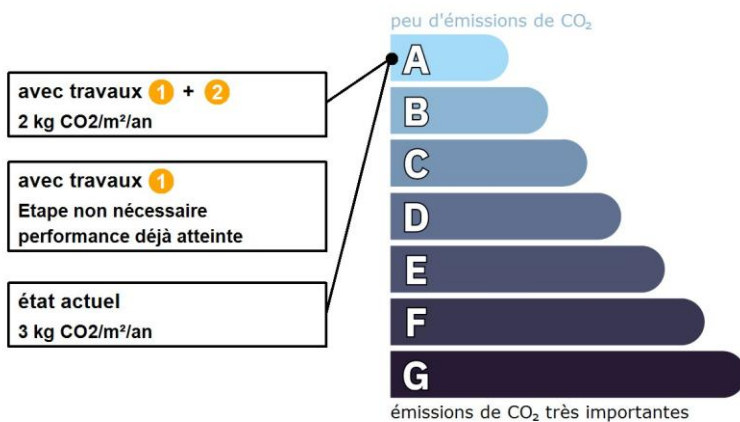 peu d'émissions de CO₂
A
avec travaux 1 + 2
2 kg CO2/m²/an
B
C
avec travaux 1
Etape non nécessaire
performance déjà atteinte
D
E
état actuel
3 kg CO2/m²/an
F
G
émissions de CO₂ très importantes